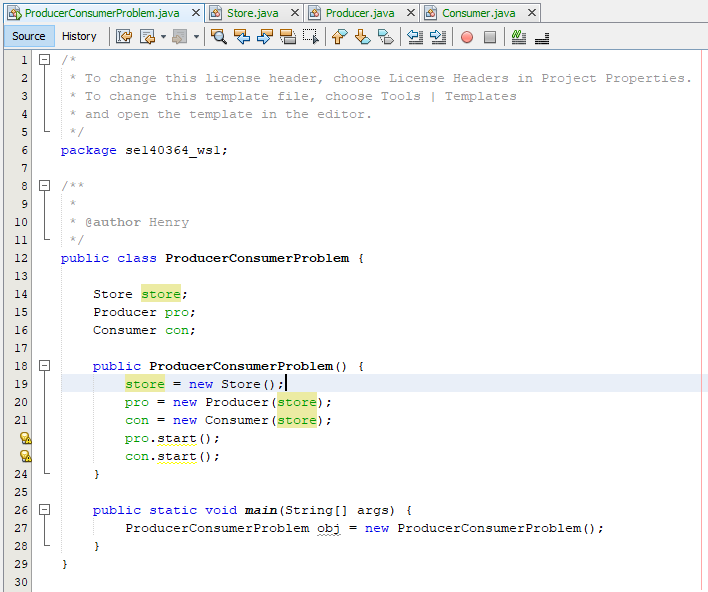 ProducerConsumerProblem.java Store.java Producer.java Consumer.java
Source History
1 /*
2 * To change this license header, choose License Headers in Project Properties.
3 * To change this template file, choose Tools | Templates
4 * and open the template in the editor.
5 */
6 package se140364_ws1;
7
8 /**
9 *
10 * @author Henry
11 */
12 public class ProducerConsumerProblem {
13
14 Store store;
15 Producer pro;
16 Consumer con;
17
18 public ProducerConsumerProblem() {
19 store = new Store();
20 pro = new Producer(store);
21 con = new Consumer(store);
pro.start();
con.start();
24 }
25
26 public static void main(String[] args) {
27 ProducerConsumerProblem obj = new ProducerConsumerProblem();
28 }
29 }
30